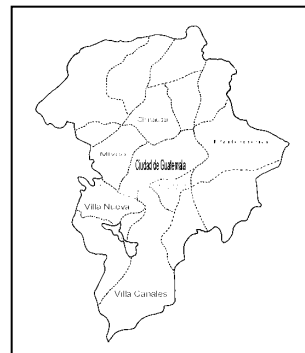 Chinautla
Mixco
Ciudad de Guatemala
Villa Nueva
Villa Canales